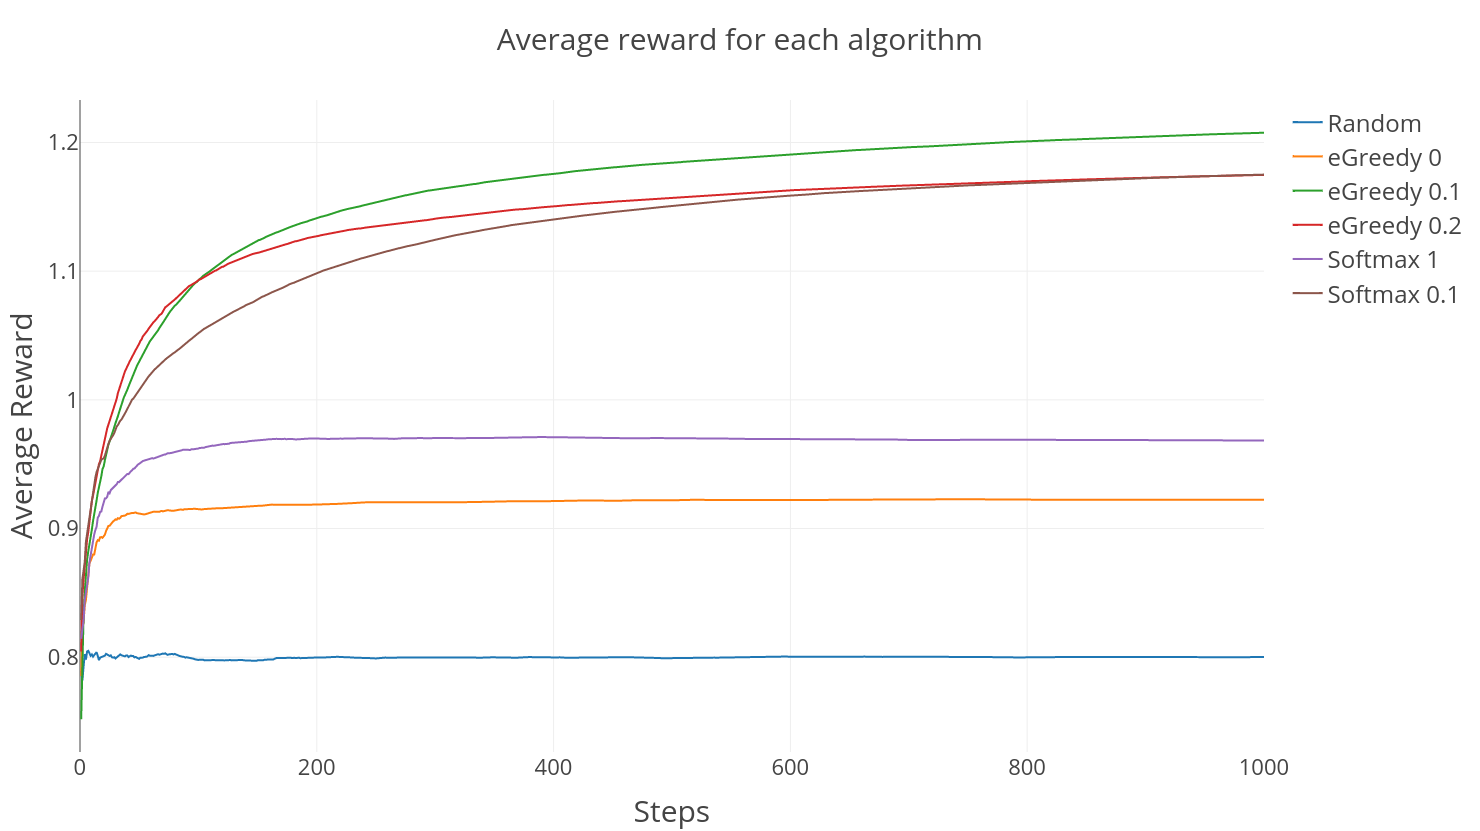 Average reward for each algorithm
Average Reward
1.2
1.1
1
0.9
0.8
0
200
400
600
800
1000
Steps
Random
eGreedy 0
eGreedy 0.1
eGreedy 0.2
Softmax 1
Softmax 0.1